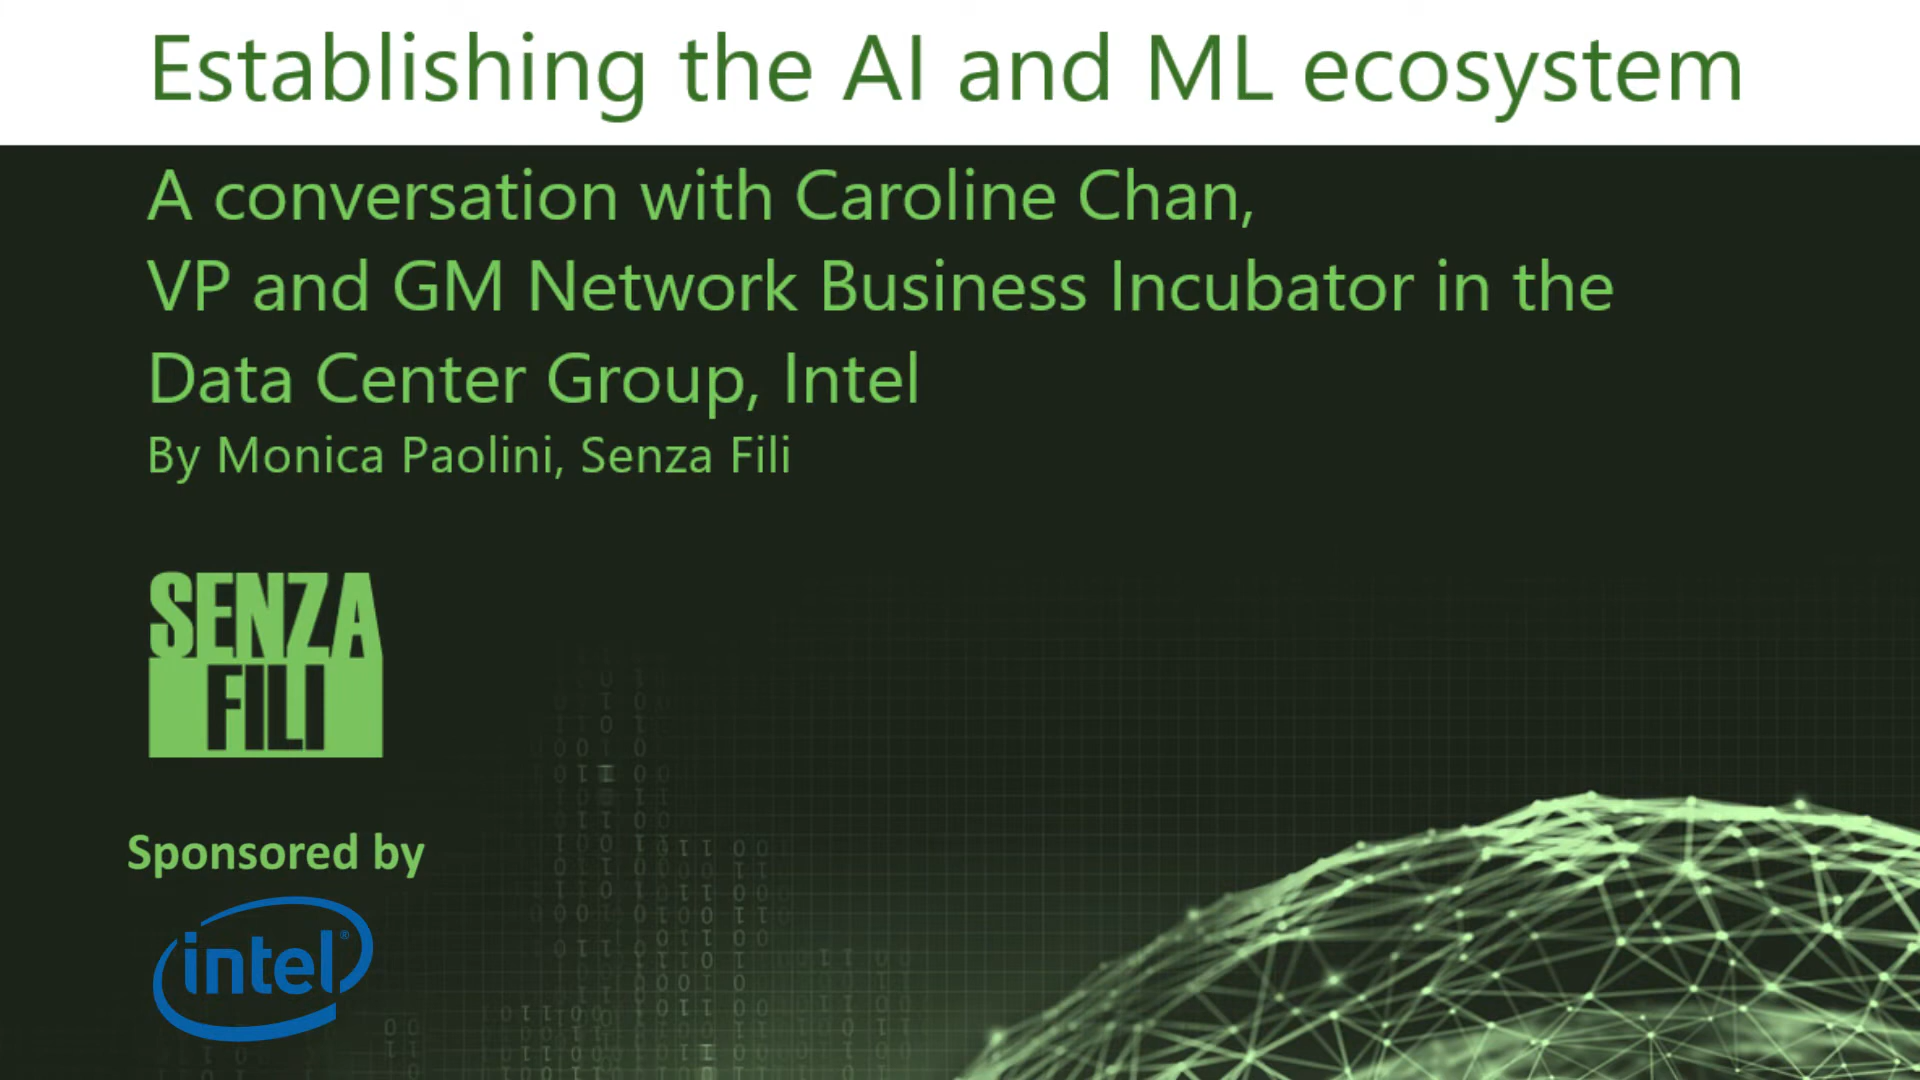 Establishing the AI and ML ecosystem
A conversation with Caroline Chan,
VP and GM Network Business Incubator in the
Data Center Group, Intel
By Monica Paolini, Senza Fili
SENZA
FILI
Sponsored by
intel®